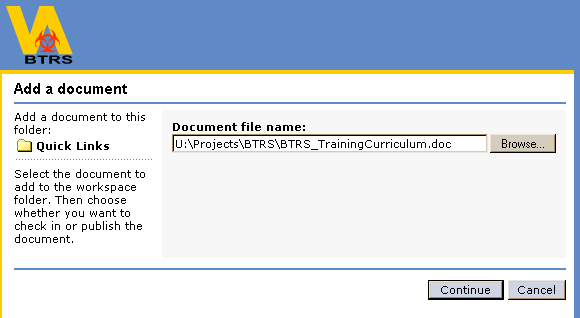 VA
BTRS
Add a document
Add a document to this
folder:
Quick Links
Select the document to
add to the workspace
folder. Then choose
whether you want to
check in or publish the
document.
Document file name:
U:\Projects\BTRS\BTRS_TrainingCurriculum.doc
Browse...
Continue
Cancel